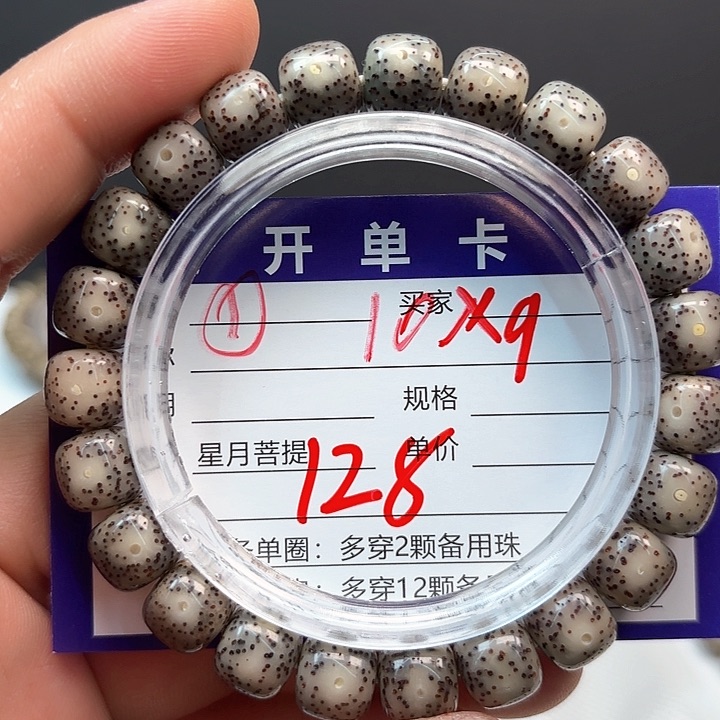 开单卡
① 买家 10X9
规格
星月菩提 128 单价
单圈：多穿2颗备用珠
：多穿12颗备